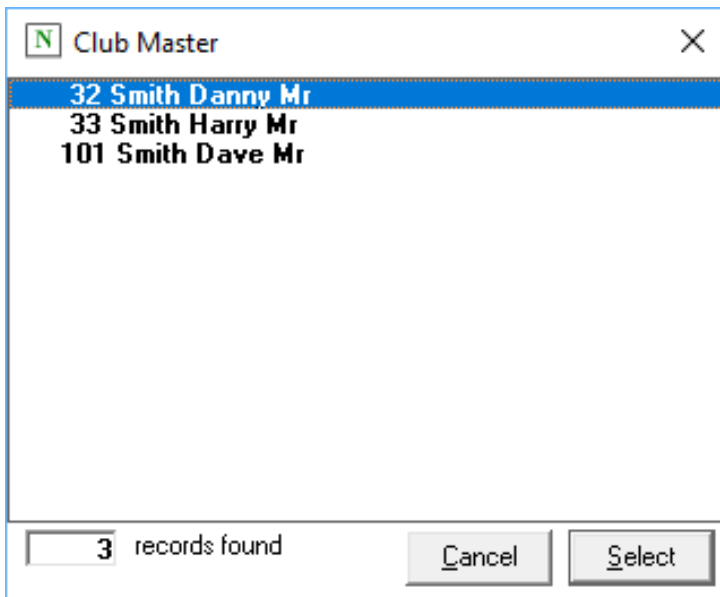 N Club Master
32 Smith Danny Mr
33 Smith Harry Mr
101 Smith Dave Mr
3 records found
Cancel Select